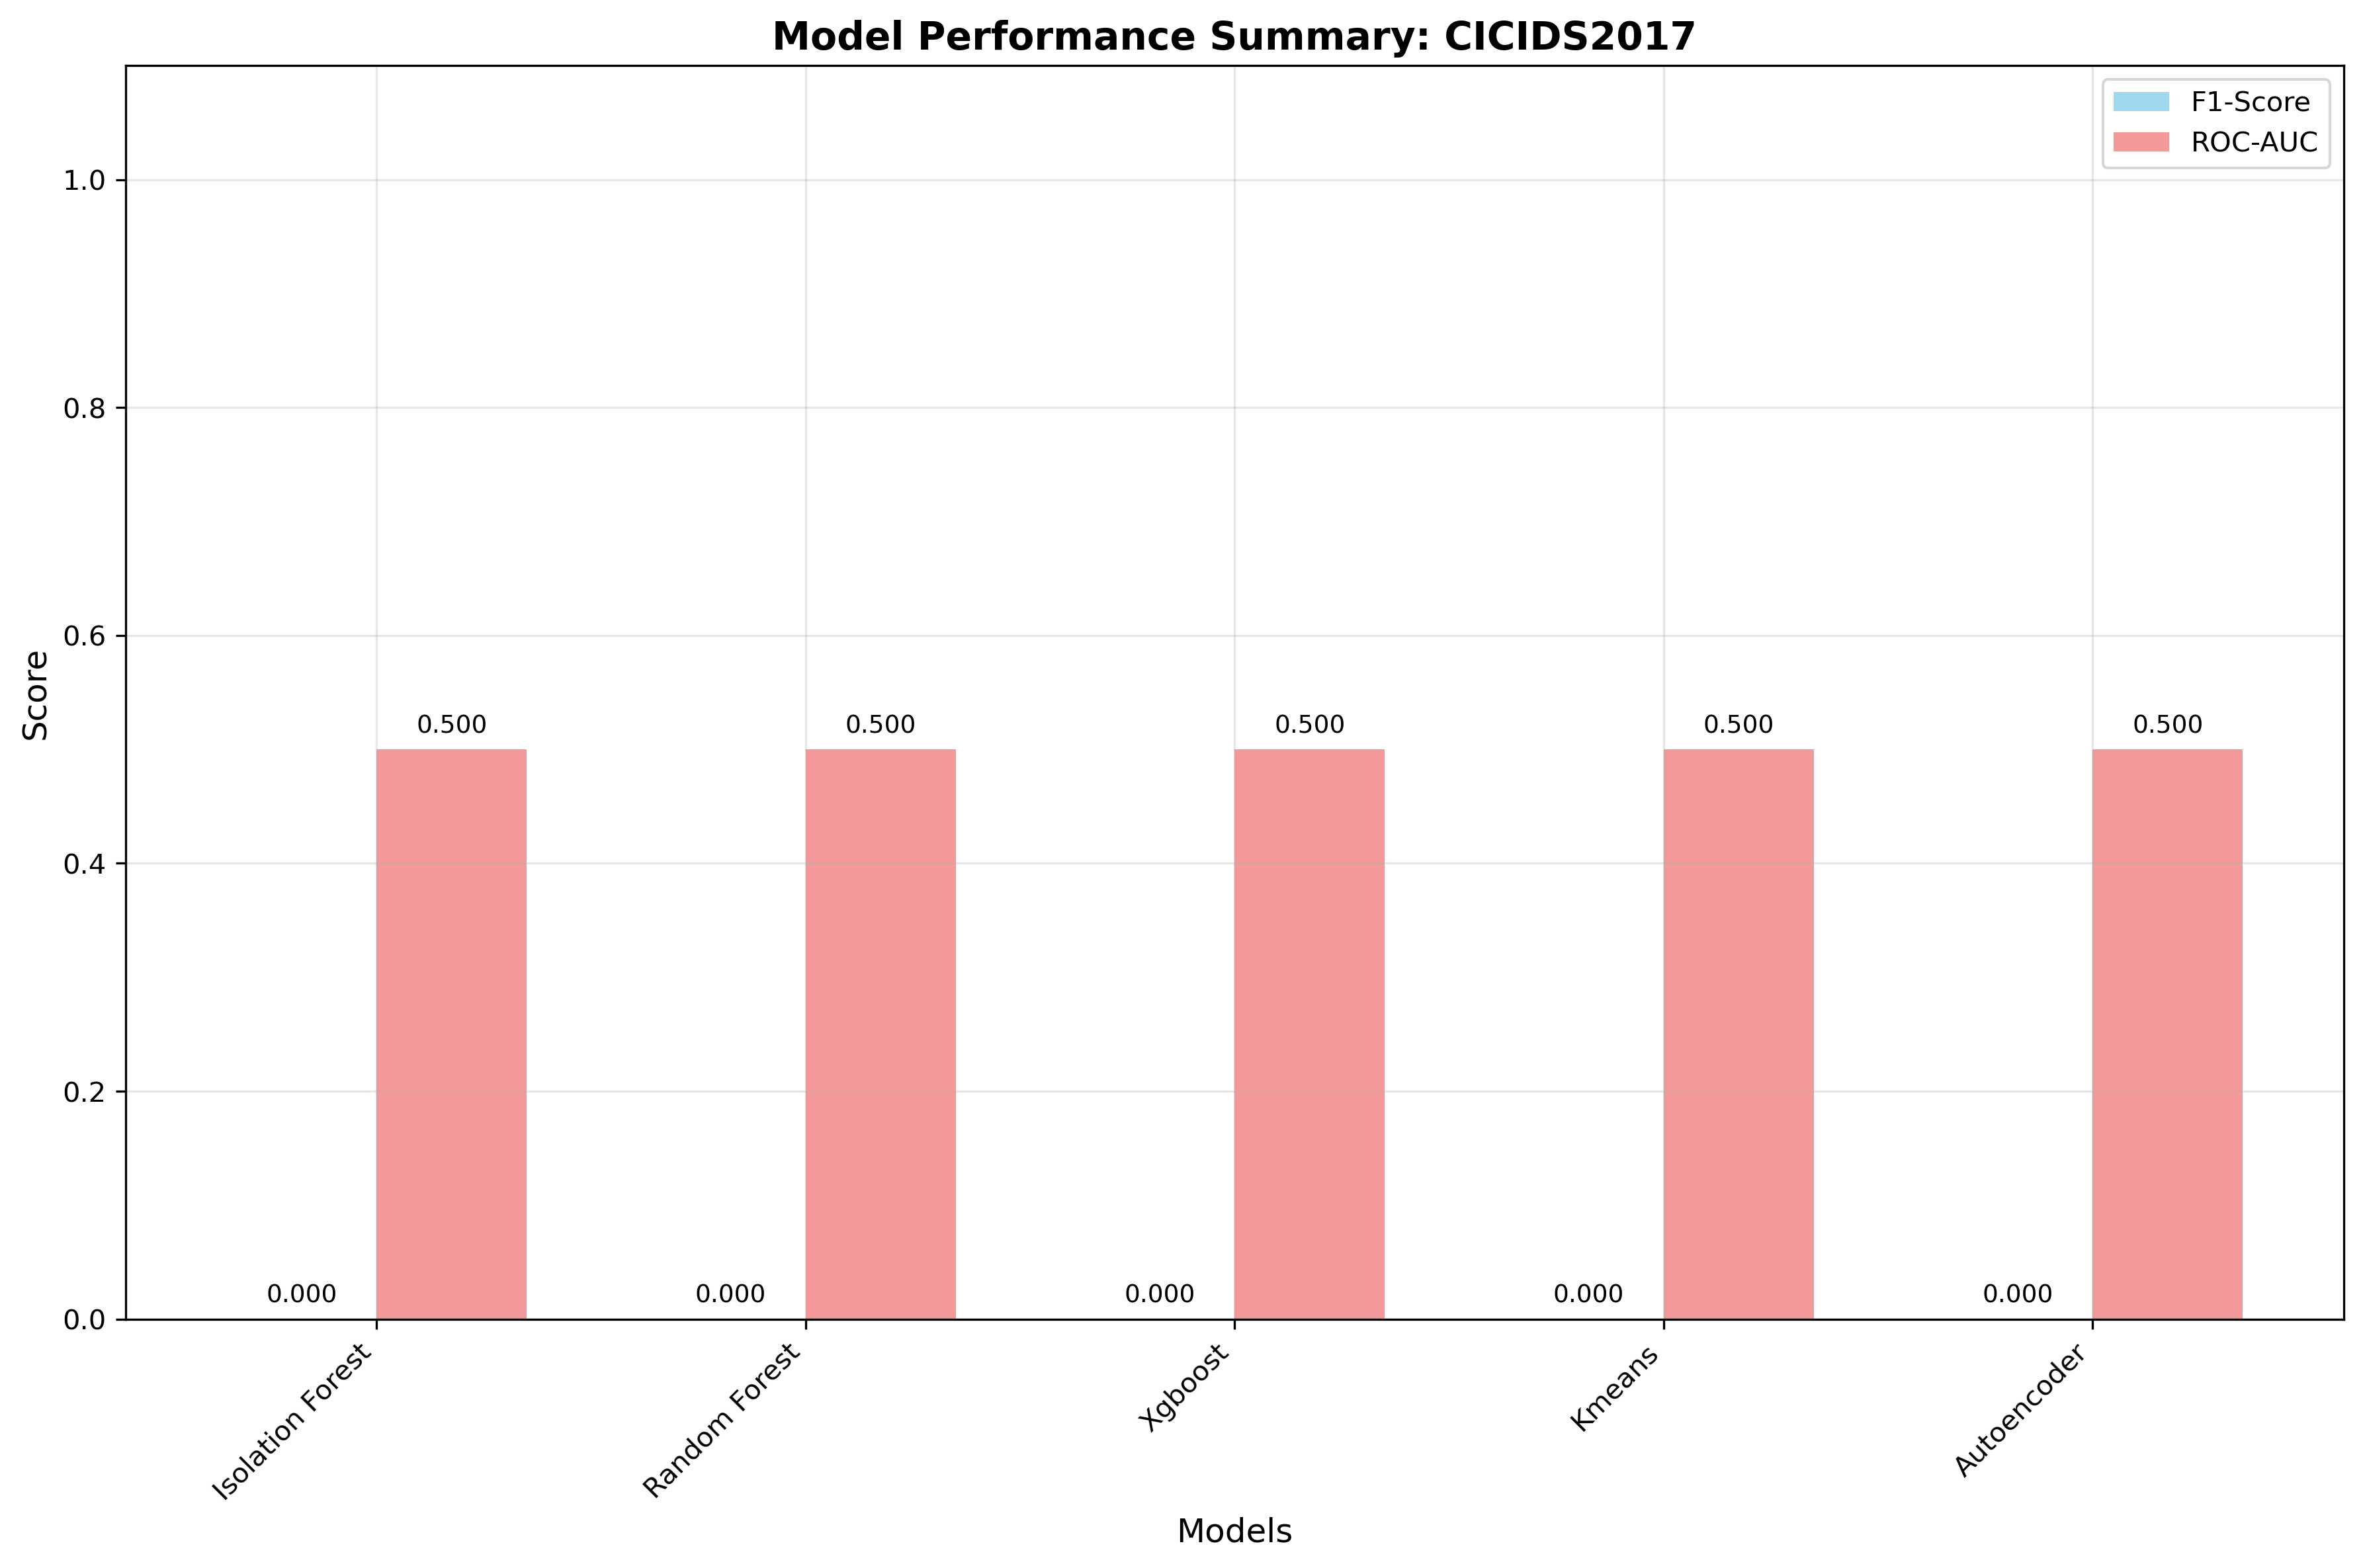 Model Performance Summary: CICIDS2017
F1-Score
ROC-AUC
1.0
0.8
0.6
0.4
0.2
0.0
Score
0.500
0.500
0.500
0.500
0.500
0.000
0.000
0.000
0.000
0.000
Isolation Forest
Random Forest
Xgboost
Kmeans
Autoencoder
Models